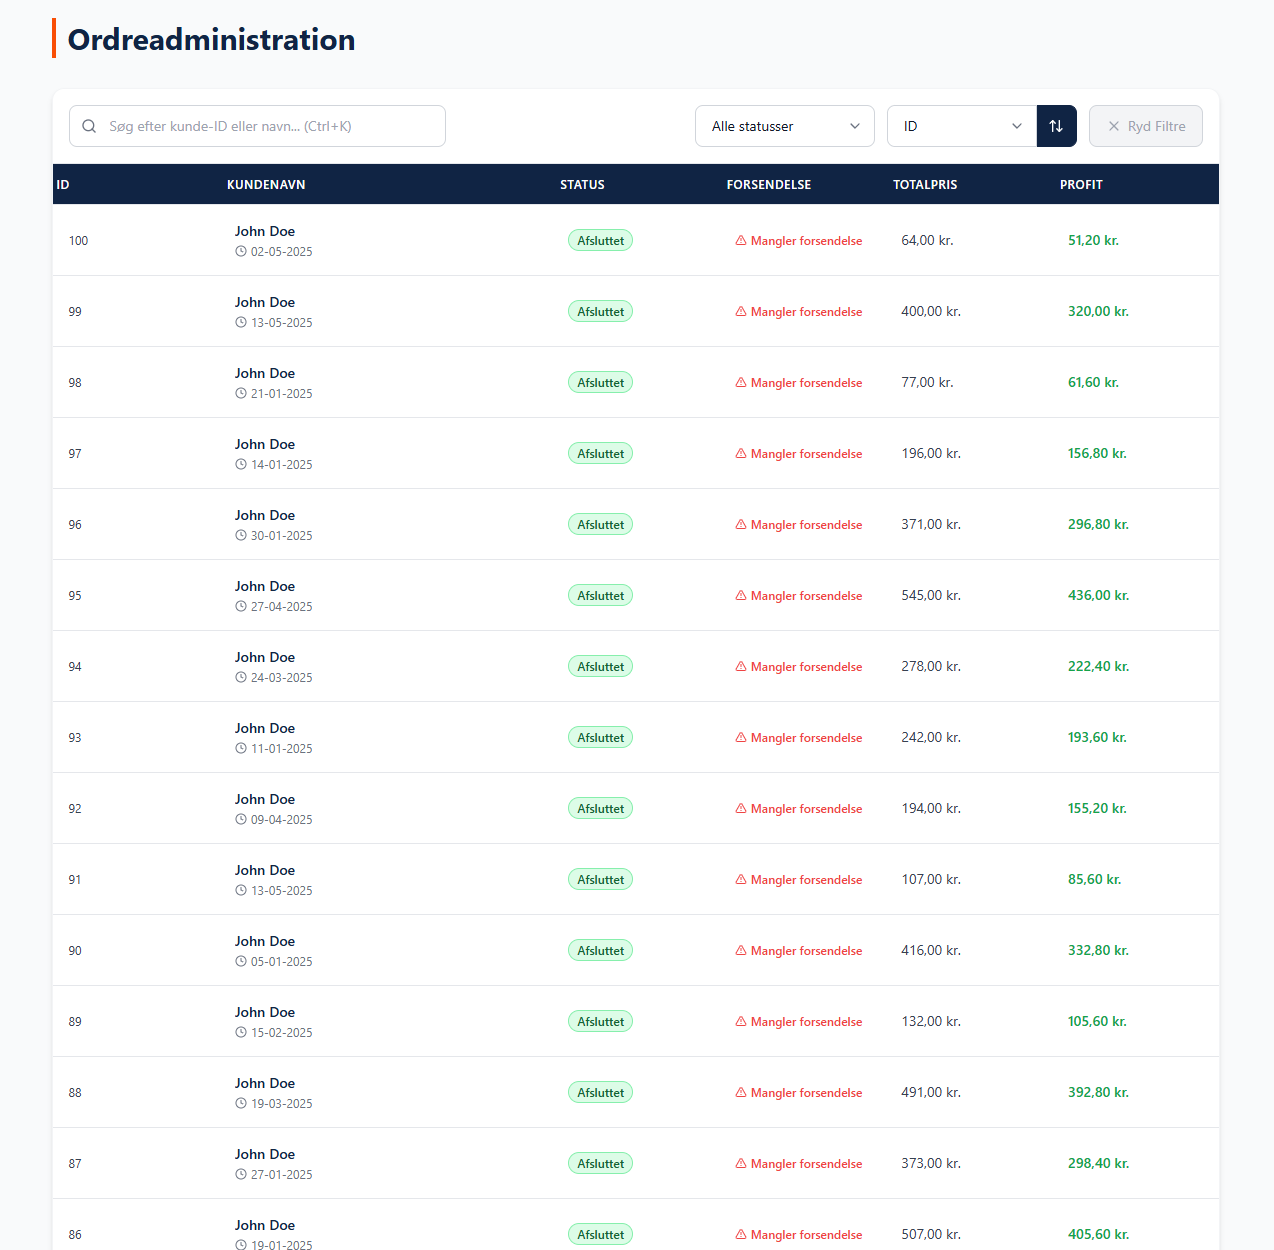 Ordreadministration
Søg efter kunde-ID eller navn... (Ctrl+K)
Alle statusser
ID
Ryd Filtre
ID KUNDENAVN STATUS FORSENDELSE TOTALPRIS PROFIT
100 John Doe Afsluttet Mangler forsendelse 64,00 kr. 51,20 kr.
02-05-2025
99 John Doe Afsluttet Mangler forsendelse 400,00 kr. 320,00 kr.
13-05-2025
98 John Doe Afsluttet Mangler forsendelse 77,00 kr. 61,60 kr.
21-01-2025
97 John Doe Afsluttet Mangler forsendelse 196,00 kr. 156,80 kr.
14-01-2025
96 John Doe Afsluttet Mangler forsendelse 371,00 kr. 296,80 kr.
30-01-2025
95 John Doe Afsluttet Mangler forsendelse 545,00 kr. 436,00 kr.
27-04-2025
94 John Doe Afsluttet Mangler forsendelse 278,00 kr. 222,40 kr.
24-03-2025
93 John Doe Afsluttet Mangler forsendelse 242,00 kr. 193,60 kr.
11-01-2025
92 John Doe Afsluttet Mangler forsendelse 194,00 kr. 155,20 kr.
09-04-2025
91 John Doe Afsluttet Mangler forsendelse 107,00 kr. 85,60 kr.
13-05-2025
90 John Doe Afsluttet Mangler forsendelse 416,00 kr. 332,80 kr.
05-01-2025
89 John Doe Afsluttet Mangler forsendelse 132,00 kr. 105,60 kr.
15-02-2025
88 John Doe Afsluttet Mangler forsendelse 491,00 kr. 392,80 kr.
19-03-2025
87 John Doe Afsluttet Mangler forsendelse 373,00 kr. 298,40 kr.
27-01-2025
86 John Doe Afsluttet Mangler forsendelse 507,00 kr. 405,60 kr.
19-01-2025